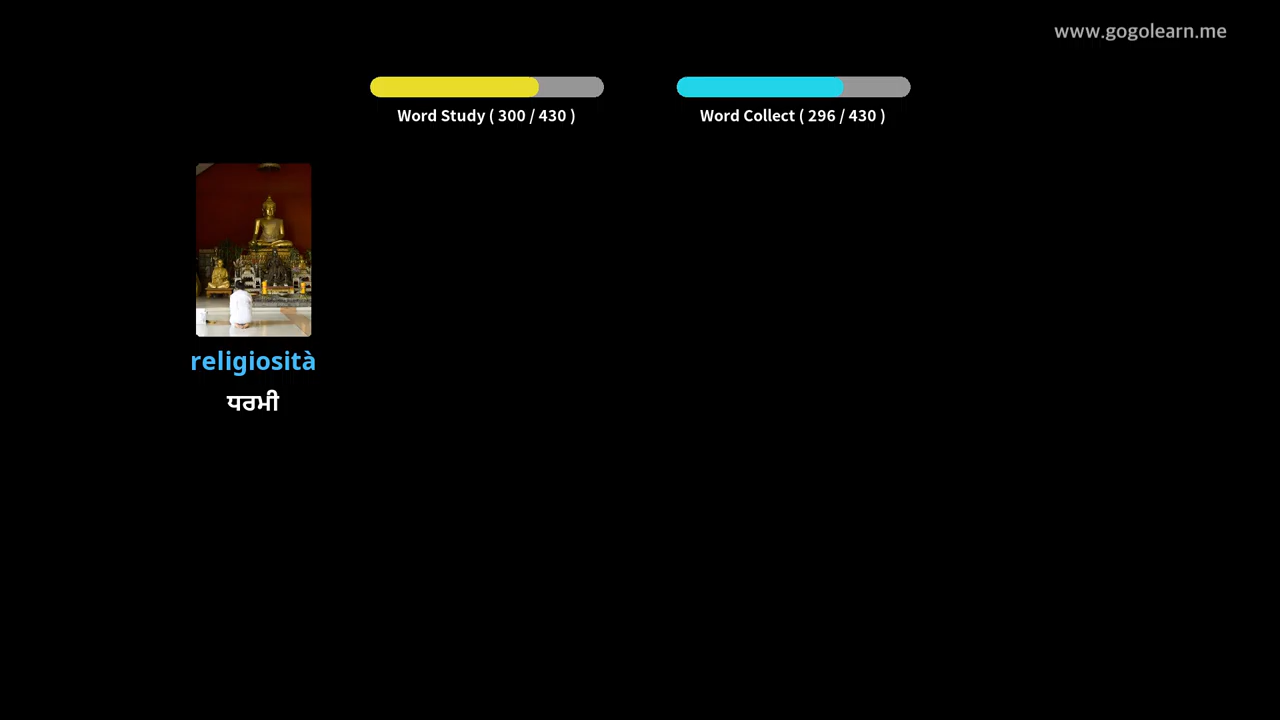 www.gogolearn.me
Word Study ( 300 / 430 )
Word Collect ( 296 / 430 )
religiosità
ਧਰਮੀ